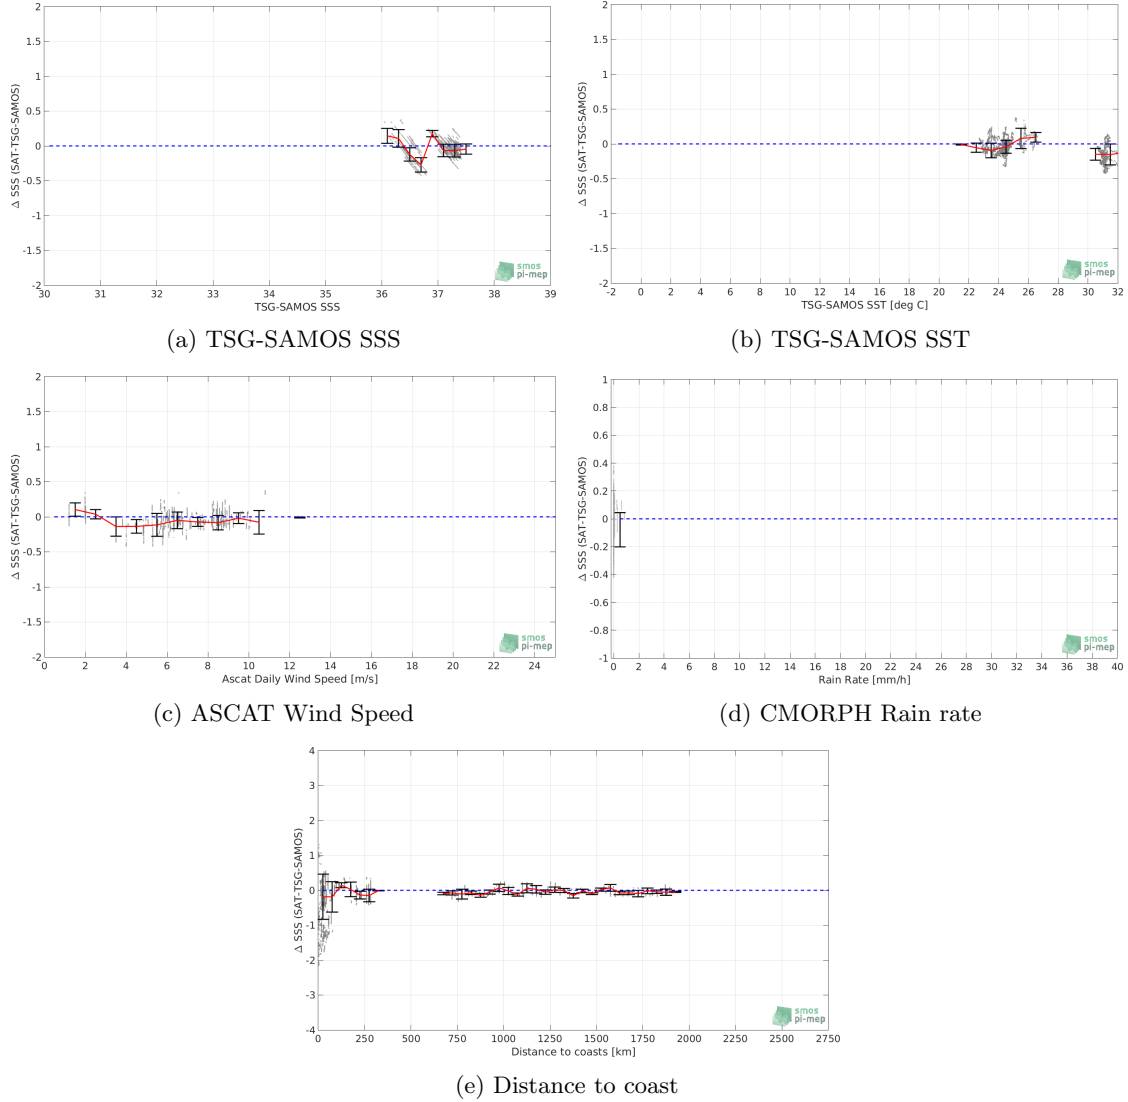 2
1.5
1
0.5
0
-0.5
-1
-1.5
-2
Δ SSS (SAT-TSG-SAMOS)
30 31 32 33 34 35 36 37 38 39
TSG-SAMOS SSS
smos
pi-mep
(a) TSG-SAMOS SSS
2
1.5
1
0.5
0
-0.5
-1
-1.5
-2
Δ SSS (SAT-TSG-SAMOS)
-2 0 2 4 6 8 10 12 14 16 18 20 22 24 26 28 30 32
TSG-SAMOS SST [deg C]
smos
pi-mep
(b) TSG-SAMOS SST
2
1.5
1
0.5
0
-0.5
-1
-1.5
-2
Δ SSS (SAT-TSG-SAMOS)
0 2 4 6 8 10 12 14 16 18 20 22 24
Ascat Daily Wind Speed [m/s]
smos
pi-mep
(c) ASCAT Wind Speed
1
0.8
0.6
0.4
0.2
0
-0.2
-0.4
-0.6
-0.8
-1
Δ SSS (SAT-TSG-SAMOS)
0 2 4 6 8 10 12 14 16 18 20 22 24 26 28 30 32 34 36 38 40
Rain Rate [mm/h]
smos
pi-mep
(d) CMORPH Rain rate
4
3
2
1
0
-1
-2
-3
-4
Δ SSS (SAT-TSG-SAMOS)
0 250 500 750 1000 1250 1500 1750 2000 2250 2500 2750
Distance to coasts [km]
smos
pi-mep
(e) Distance to coast